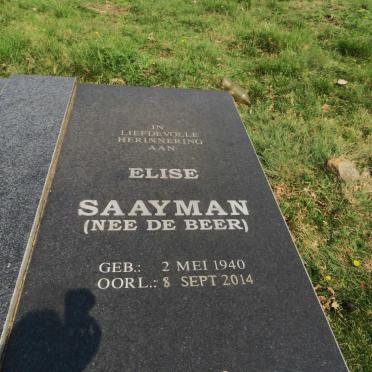 IN
LIEFDEVOLLE
HERINNERING
AAN
ELISE
SAAYMAN
(NEE DE BEER)
GEB.: 2 MEI 1940
OORL.: 8 SEPT 2014